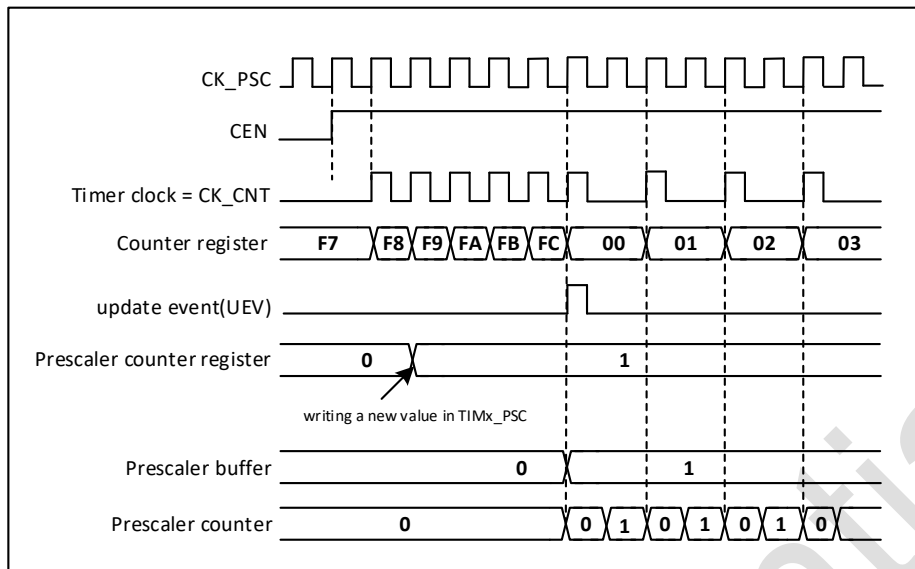 CK_PSC
CEN
Timer clock = CK_CNT
Counter register F7 F8 F9 FA FB FC 00 01 02 03
update event(UEV)
Prescaler counter register 0 1
writing a new value in TIMx_PSC
Prescaler buffer 0 1
Prescaler counter 0 0 1 0 1 0 1 0